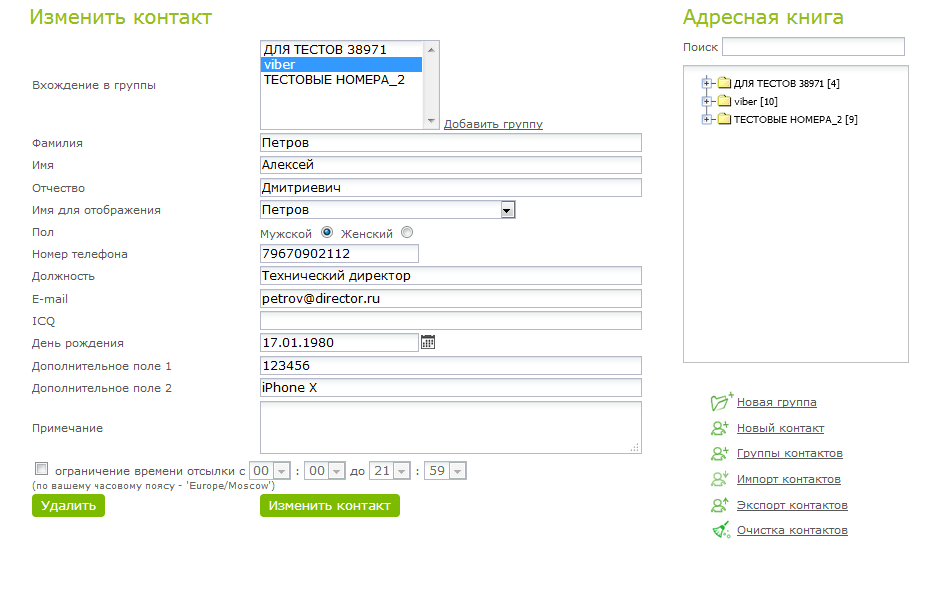 Изменить контакт
Вхождение в группы
ДЛЯ ТЕСТОВ 38971
viber
ТЕСТОВЫЕ НОМЕРА_2
Добавить группу
Фамилия Петров
Имя Алексей
Отчество Дмитриевич
Имя для отображения Петров
Пол Мужской Женский
Номер телефона 79670902112
Должность Технический директор
E-mail petrov@director.ru
ICQ
День рождения 17.01.1980
Дополнительное поле 1 123456
Дополнительное поле 2 iPhone X
Примечание
ограничение времени отсылки с 00 : 00 до 21 : 59
(по вашему часовому поясу - 'Europe/Moscow')
Удалить Изменить контакт
Адресная книга
Поиск
ДЛЯ ТЕСТОВ 38971 [4]
viber [10]
ТЕСТОВЫЕ НОМЕРА_2 [9]
Новая группа
Новый контакт
Группы контактов
Импорт контактов
Экспорт контактов
Очистка контактов